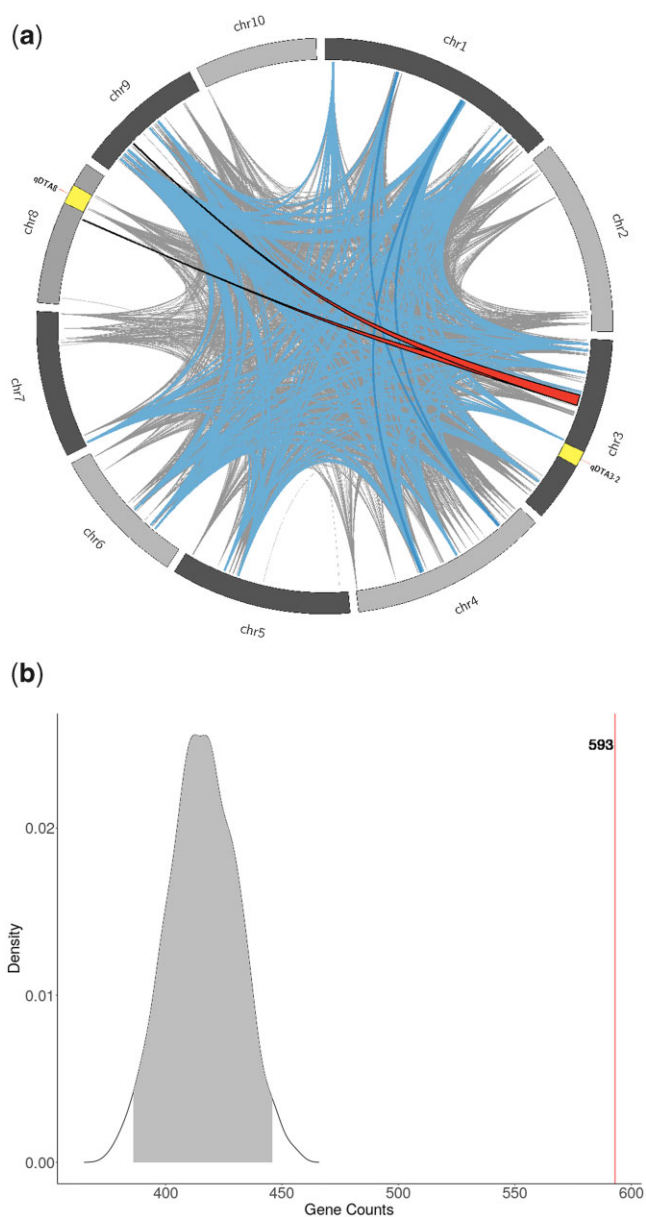 (a)
chr10
chr1
chr9
chr2
qDTA8
chr8
chr3
qDTA3-2
chr7
chr6
chr4
chr5
(b)
593
0.02
0.01
0.00
Density
400
450
500
550
600
Gene Counts